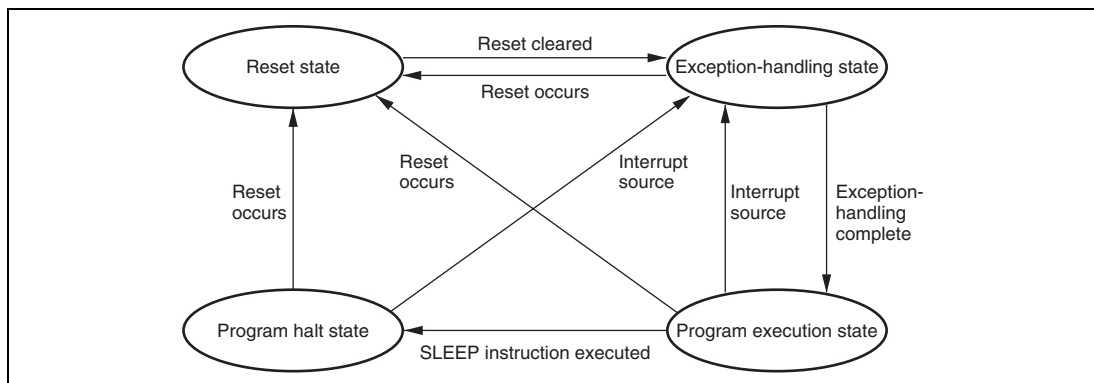 Reset cleared
Reset state
Exception-handling state
Reset occurs
Reset
occurs
Interrupt
source
Reset
occurs
Interrupt
source
Exception-
handling
complete
Program halt state
Program execution state
SLEEP instruction executed